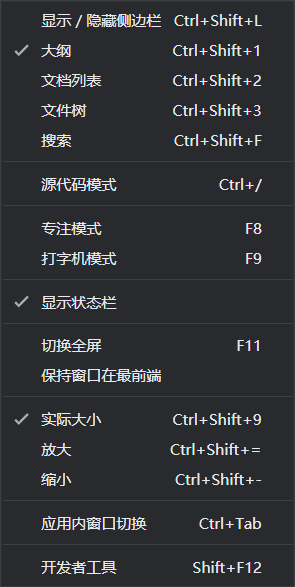 显示 / 隐藏侧边栏 Ctrl+Shift+L
大纲 Ctrl+Shift+1
文档列表 Ctrl+Shift+2
文件树 Ctrl+Shift+3
搜索 Ctrl+Shift+F
源代码模式 Ctrl+/
专注模式 F8
打字机模式 F9
显示状态栏
切换全屏 F11
保持窗口在最前端
实际大小 Ctrl+Shift+9
放大 Ctrl+Shift+=
缩小 Ctrl+Shift+-
应用内窗口切换 Ctrl+Tab
开发者工具 Shift+F12